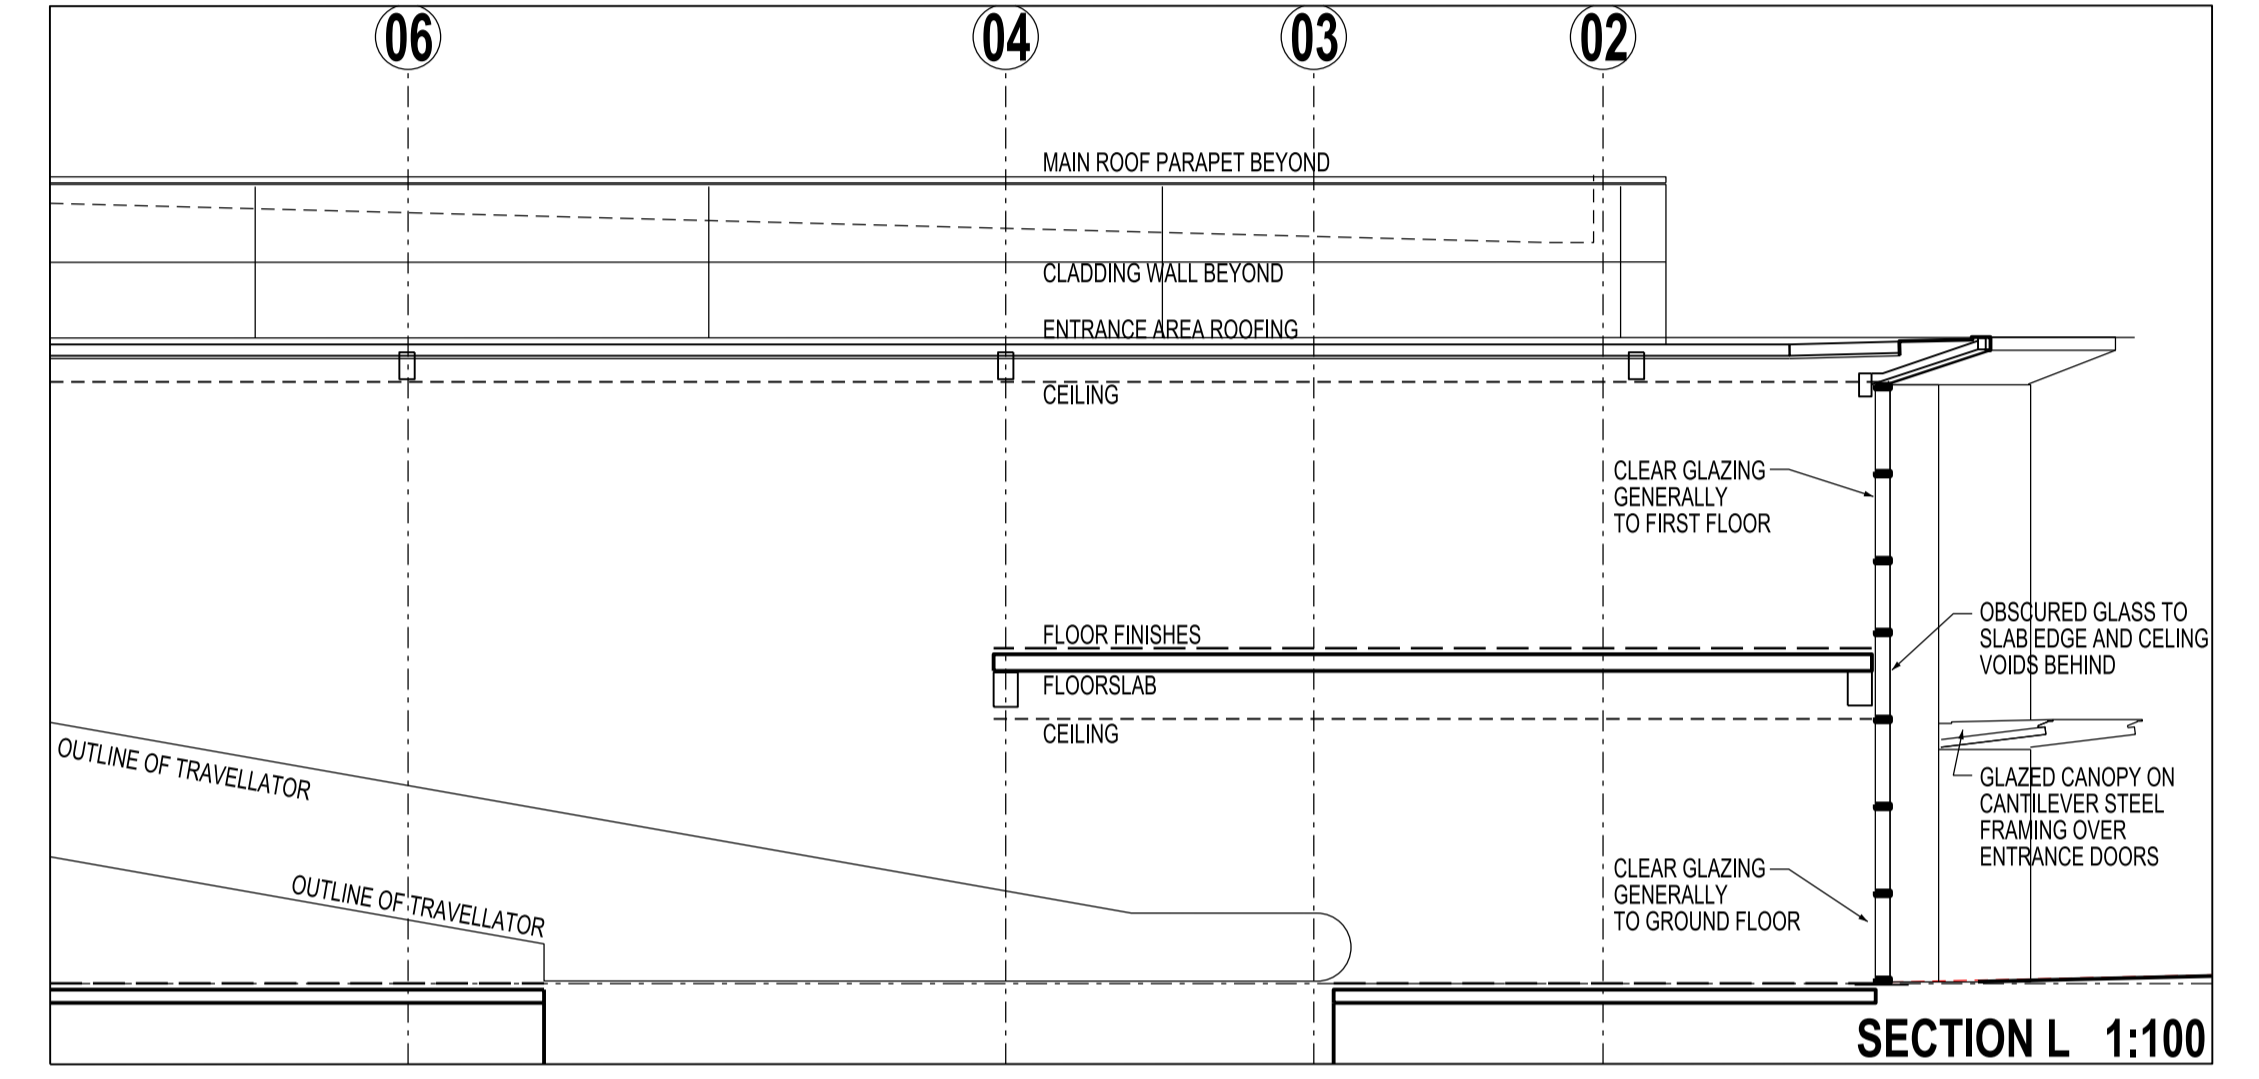 06 04 03 02
MAIN ROOF PARAPET BEYOND
CLADDING WALL BEYOND
ENTRANCE AREA ROOFING
CEILING
CLEAR GLAZING
GENERALLY
TO FIRST FLOOR
OBSCURED GLASS TO
SLAB EDGE AND CELING
VOIDS BEHIND
FLOOR FINISHES
FLOORSLAB
CEILING
OUTLINE OF TRAVELLATOR
GLAZED CANOPY ON
CANTILEVER STEEL
FRAMING OVER
ENTRANCE DOORS
OUTLINE OF TRAVELLATOR
CLEAR GLAZING
GENERALLY
TO GROUND FLOOR
SECTION L 1:100